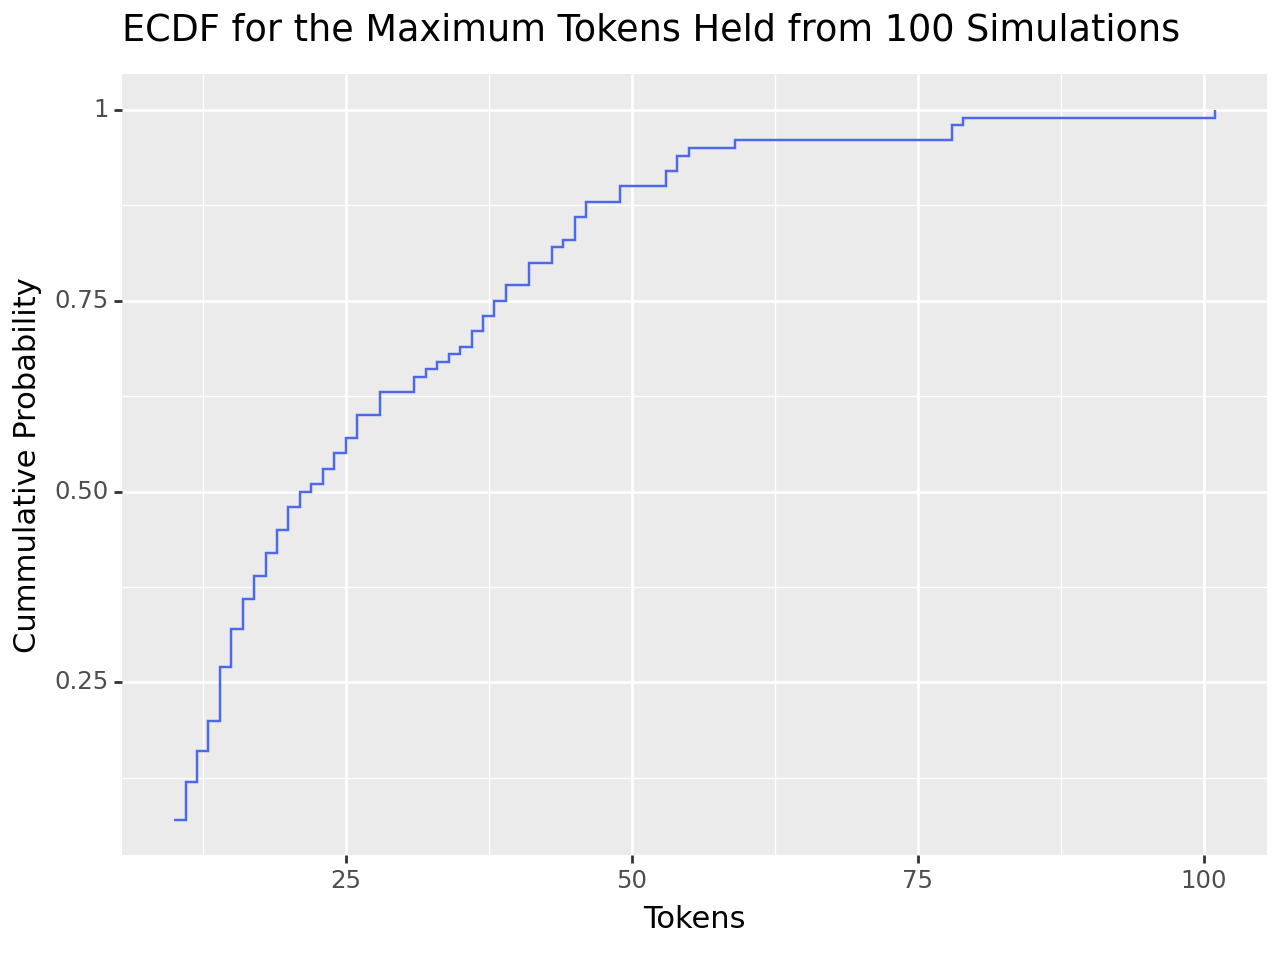 ECDF for the Maximum Tokens Held from 100 Simulations
1
0.75
0.50
0.25
Cummulative Probability
25 50 75 100
Tokens